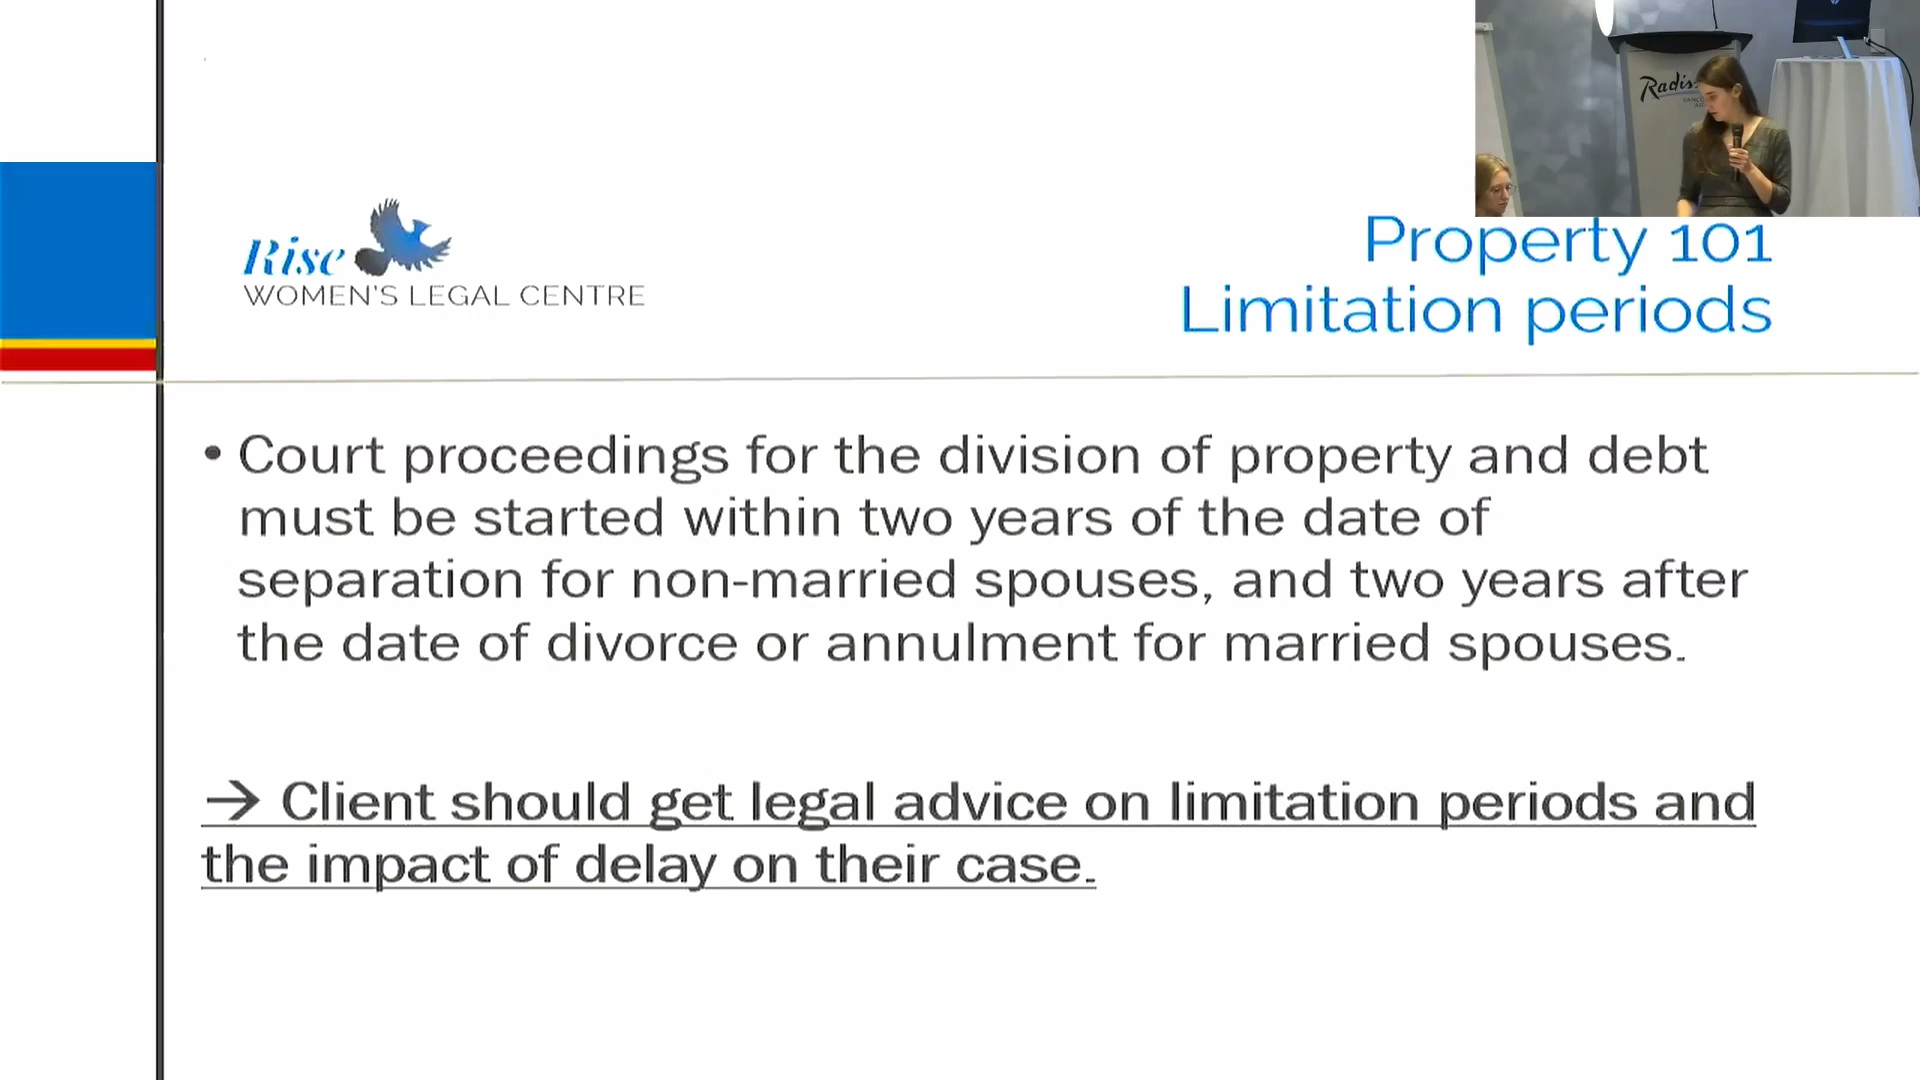 Radis
VANCO
Rise
WOMEN'S LEGAL CENTRE
Property 101
Limitation periods
• Court proceedings for the division of property and debt
must be started within two years of the date of
separation for non-married spouses, and two years after
the date of divorce or annulment for married spouses.
→ Client should get legal advice on limitation periods and
the impact of delay on their case.